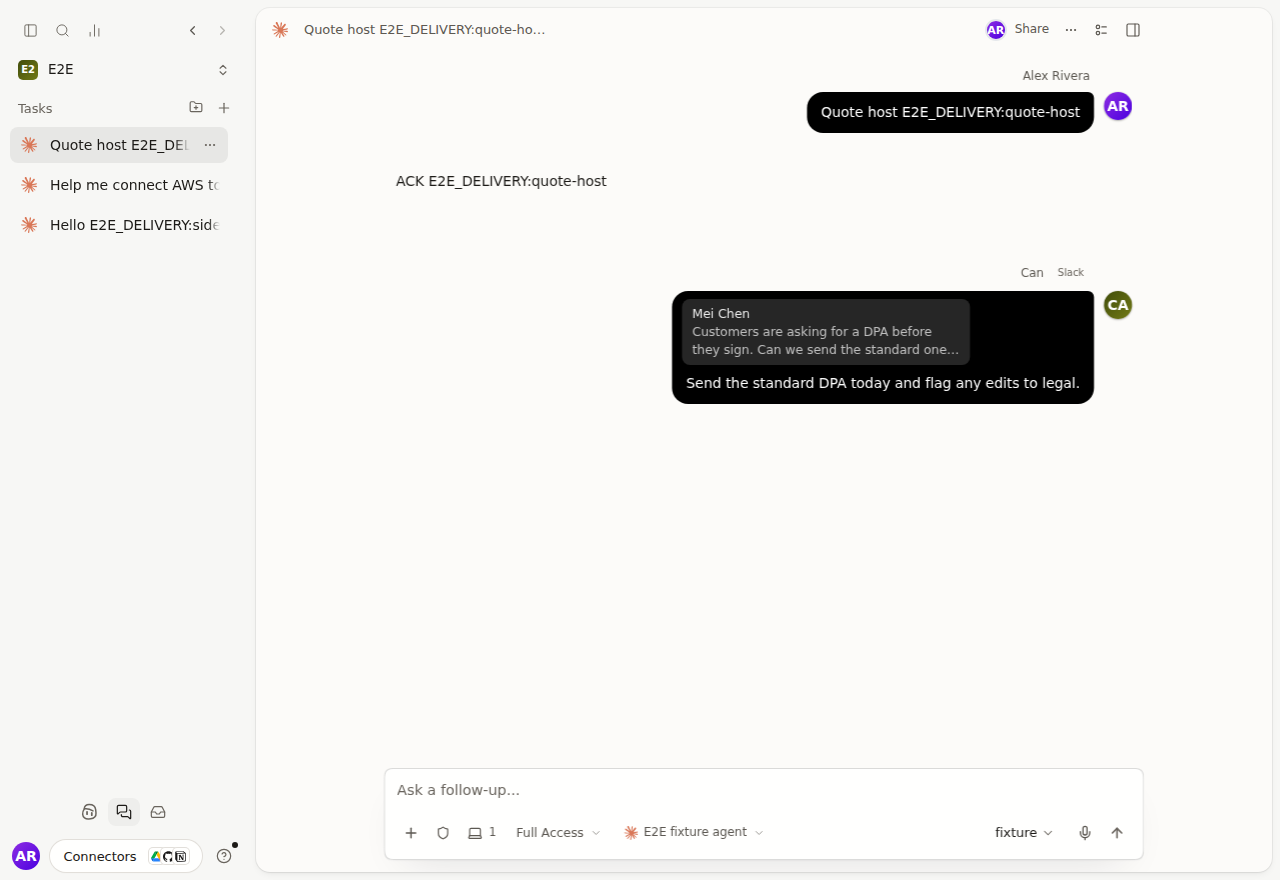 Quote host E2E_DELIVERY:quote-ho…
AR
Share
E2
E2E
Tasks
Quote host E2E_DEL
Help me connect AWS to
Hello E2E_DELIVERY:side
Alex Rivera
Quote host E2E_DELIVERY:quote-host
AR
ACK E2E_DELIVERY:quote-host
Can Slack
CA
Mei Chen
Customers are asking for a DPA before
they sign. Can we send the standard one…
Send the standard DPA today and flag any edits to legal.
Ask a follow-up...
1
Full Access
E2E fixture agent
fixture
AR
Connectors